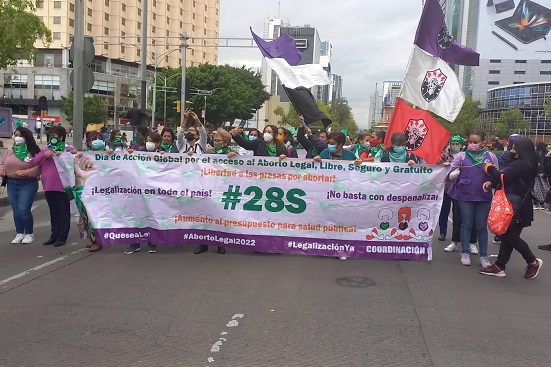 Día de Acción Global por el acceso al Aborto Legal, Libre, Seguro y Gratuito
¡Libertad a las presas por abortar!
¡Legalización en todo el país!
#28S
¡No basta con despenalizar!
¡Aumento al presupuesto para salud pública!
#AbortoLegal2022
#LegalizaciónYa
COORDINACIÓN